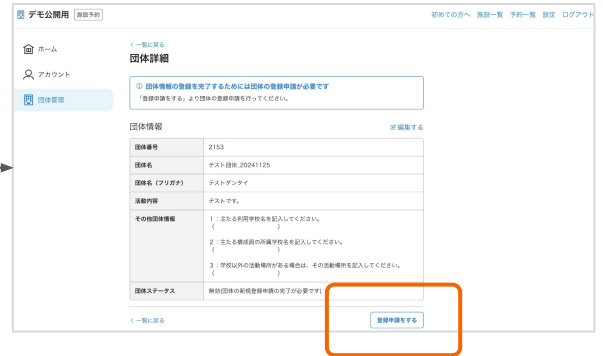 デモ公開用 施設予約
初めての方へ 施設一覧 予約一覧 設定 ログアウト
ホーム
アカウント
団体管理
< 一覧に戻る
団体詳細
団体情報の登録を完了するためには団体の登録申請が必要です
「登録申請をする」より団体の登録申請を行ってください。
団体情報 編集する
団体番号 2153
団体名 テスト団体_20241125
団体名（フリガナ） テストダンタイ
活動内容 テストです。
その他団体情報 1：主たる利用学校名を記入してください。
( )
2：主たる構成員の所属学校名を記入してください。
( )
3：学校以外の活動場所がある場合は、その活動場所を記入してください。
( )
団体ステータス 無効(団体の新規登録申請の完了が必要です)
< 一覧に戻る 登録申請をする